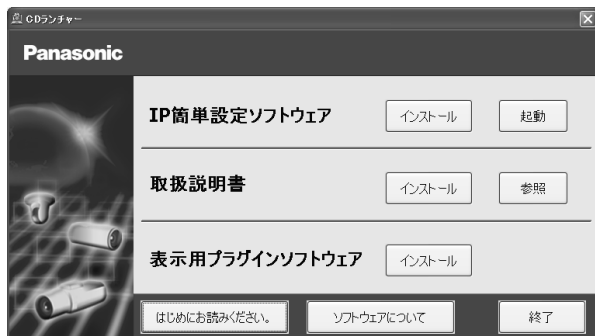 CDランチャー
Panasonic
IP簡単設定ソフトウェア インストール 起動
取扱説明書 インストール 参照
表示用プラグインソフトウェア インストール
はじめにお読みください。 ソフトウェアについて 終了